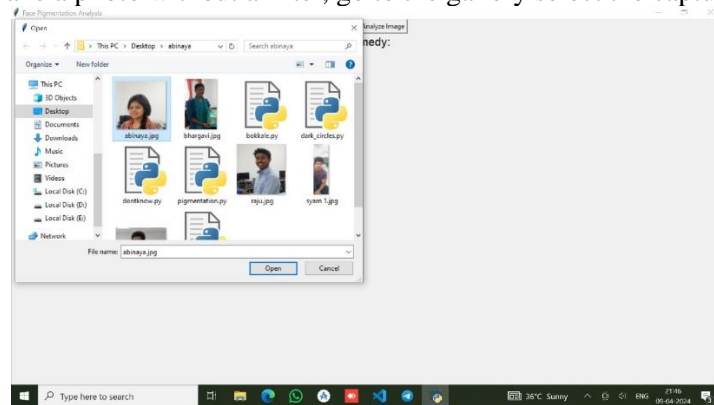 Face Pigmentation Analysis
Open
This PC > Desktop > abinaya
Search abinaya
Analyze Image
nedy:
Organize
New folder
This PC
3D Objects
Desktop
Documents
Downloads
Music
Pictures
Videos
Local Disk (C:)
Local Disk (D:)
Local Disk (E:)
Network
abinaya.jpg
bhargavi.jpg
bokkale.py
dark_circles.py
dontknow.py
pigmentation.py
raju.jpg
syam 1.jpg
File name: abinaya.jpg
Open
Cancel
Type here to search
36°C Sunny
ENG
21:46
09-04-2024